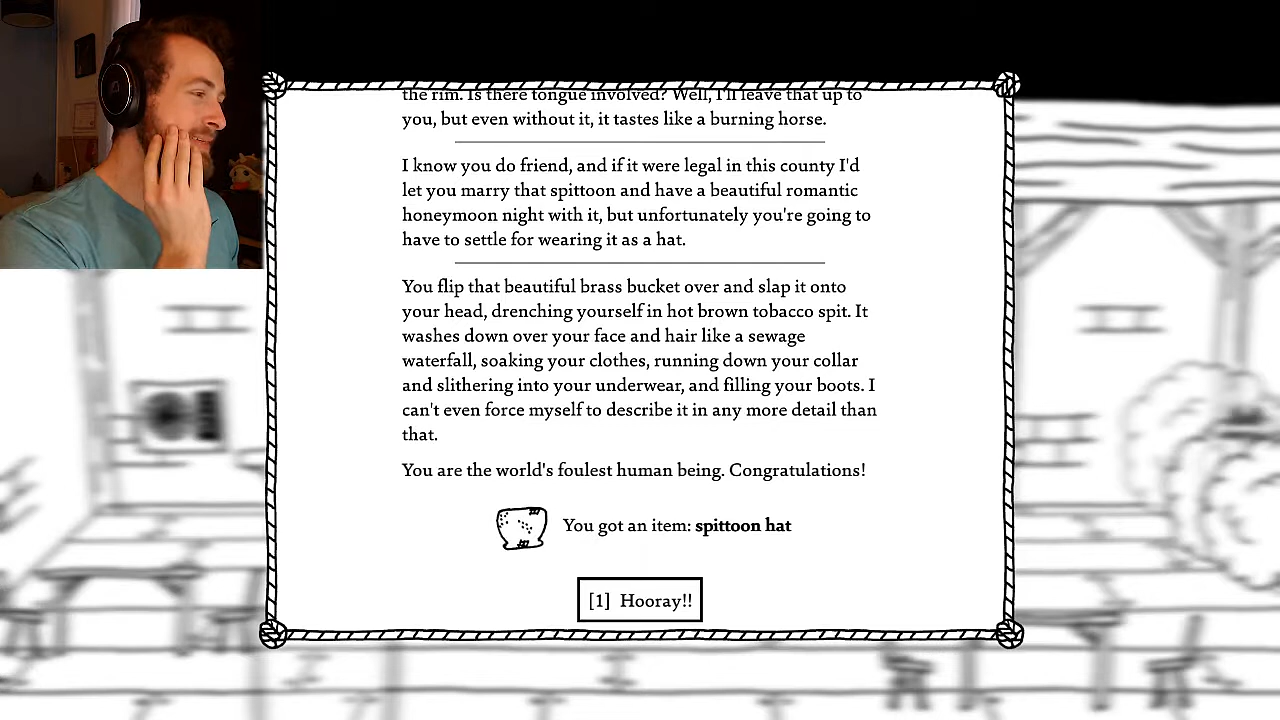 the rim. Is there tongue involved? Well, I'll leave that up to
you, but even without it, it tastes like a burning horse.
I know you do friend, and if it were legal in this county I'd
let you marry that spittoon and have a beautiful romantic
honeymoon night with it, but unfortunately you're going to
have to settle for wearing it as a hat.
You flip that beautiful brass bucket over and slap it onto
your head, drenching yourself in hot brown tobacco spit. It
washes down over your face and hair like a sewage
waterfall, soaking your clothes, running down your collar
and slithering into your underwear, and filling your boots. I
can't even force myself to describe it in any more detail than
that.
You are the world's foulest human being. Congratulations!
You got an item: spittoon hat
[1] Hooray!!